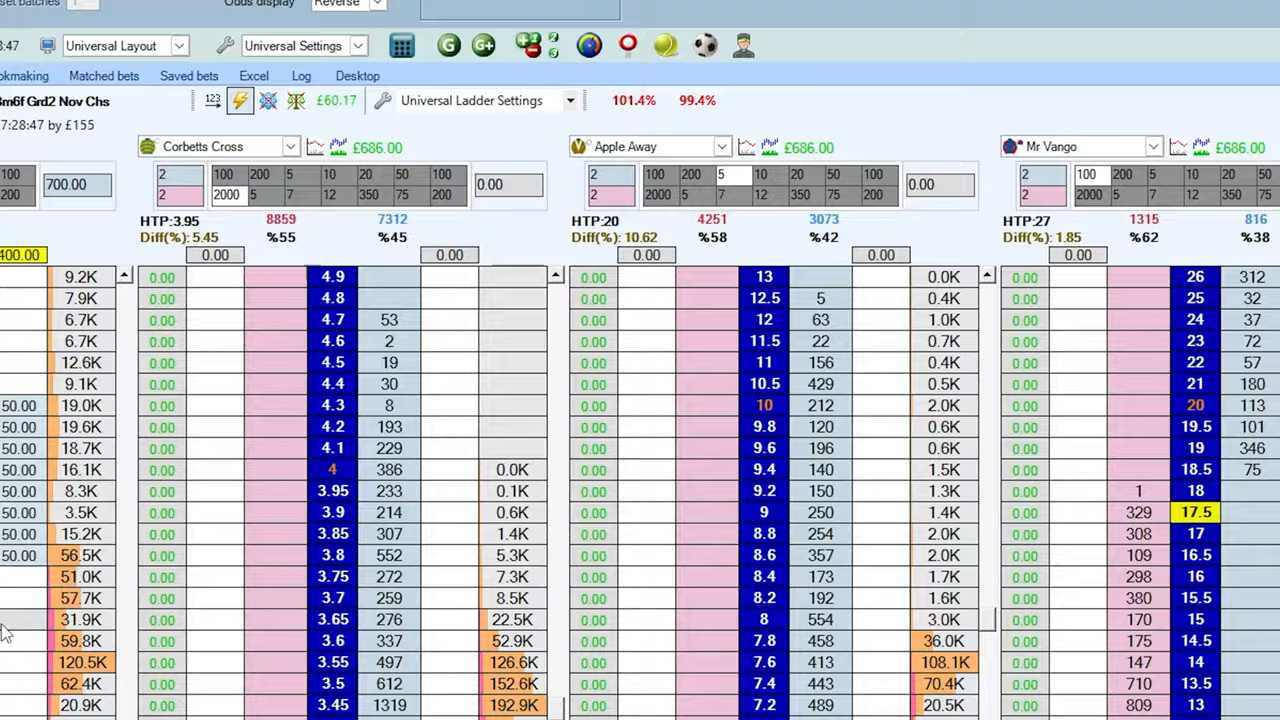 set batches 1 Odds display Reverse
3:47 Universal Layout Universal Settings G G+
okmaking Matched bets Saved bets Excel Log Desktop
3m6f Grd2 Nov Chs 123 £60.17 Universal Ladder Settings 101.4% 99.4%
7:28:47 by £155
Corbetts Cross £686.00 Apple Away £686.00 Mr Vango £686.00
100 700.00 2 100 200 5 10 20 50 100 0.00 2 100 200 5 10 20 50 100 0.00 2 100 200 5 10 20 50
200 2 2000 5 7 12 350 75 200 2 2000 5 7 12 350 75 200 2 2000 5 7 12 350 75
HTP:3.95 8859 7312 HTP:20 4251 3073 HTP:27 1315 816
Diff(%): 5.45 %55 %45 Diff(%): 10.62 %58 %42 Diff(%): 1.85 %62 %38
400.00 0.00 0.00 0.00 0.00 0.00
9.2K 0.00 4.9 0.00 13 0.0K 0.00 26 312
7.9K 0.00 4.8 0.00 12.5 5 0.4K 0.00 25 32
6.7K 0.00 4.7 53 0.00 12 63 1.0K 0.00 24 37
6.7K 0.00 4.6 2 0.00 11.5 22 0.7K 0.00 23 72
12.6K 0.00 4.5 19 0.00 11 156 0.4K 0.00 22 57
9.1K 0.00 4.4 30 0.00 10.5 429 0.5K 0.00 21 180
50.00 19.0K 0.00 4.3 8 0.00 10 212 2.0K 0.00 20 113
50.00 19.6K 0.00 4.2 193 0.00 9.8 120 0.6K 0.00 19.5 101
50.00 18.7K 0.00 4.1 229 0.00 9.6 196 0.6K 0.00 19 346
50.00 16.1K 0.00 4 386 0.0K 0.00 9.4 140 1.5K 0.00 18.5 75
50.00 8.3K 0.00 3.95 233 0.1K 0.00 9.2 150 1.3K 0.00 1 18
50.00 3.5K 0.00 3.9 214 0.6K 0.00 9 250 1.4K 0.00 329 17.5
50.00 15.2K 0.00 3.85 307 1.4K 0.00 8.8 254 2.0K 0.00 308 17
50.00 56.5K 0.00 3.8 552 5.3K 0.00 8.6 357 2.0K 0.00 109 16.5
51.0K 0.00 3.75 272 7.3K 0.00 8.4 173 1.7K 0.00 298 16
57.7K 0.00 3.7 259 8.5K 0.00 8.2 192 1.6K 0.00 380 15.5
31.9K 0.00 3.65 276 22.5K 0.00 8 554 3.0K 0.00 170 15
59.8K 0.00 3.6 337 52.9K 0.00 7.8 458 36.0K 0.00 175 14.5
120.5K 0.00 3.55 497 126.6K 0.00 7.6 413 108.1K 0.00 147 14
62.4K 0.00 3.5 612 152.6K 0.00 7.4 443 70.4K 0.00 710 13.5
20.9K 0.00 3.45 1319 192.9K 0.00 7.2 489 20.5K 0.00 809 13